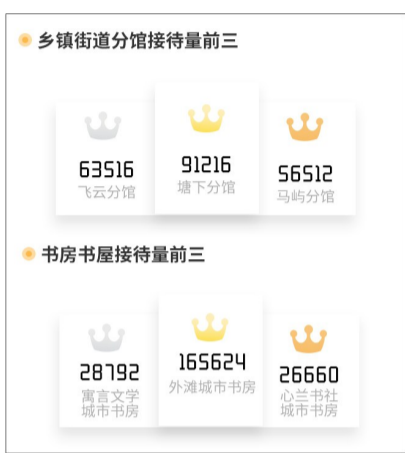 乡镇街道分馆接待量前三
63516
飞云分馆
91216
塘下分馆
56512
马屿分馆
书房书屋接待量前三
28792
寓言文学
城市书房
165624
外滩城市书房
26660
心兰书社
城市书房